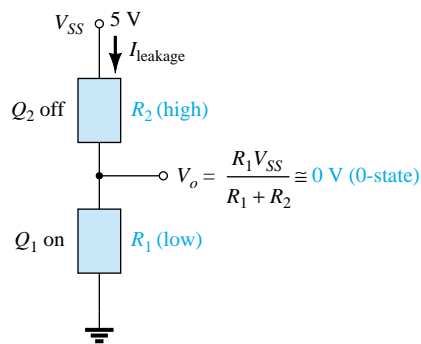 V_SS 5 V
I_leakage
Q_2 off R_2 (high)
V_o = R_1V_SS / R_1 + R_2 ≅ 0 V (0-state)
Q_1 on R_1 (low)